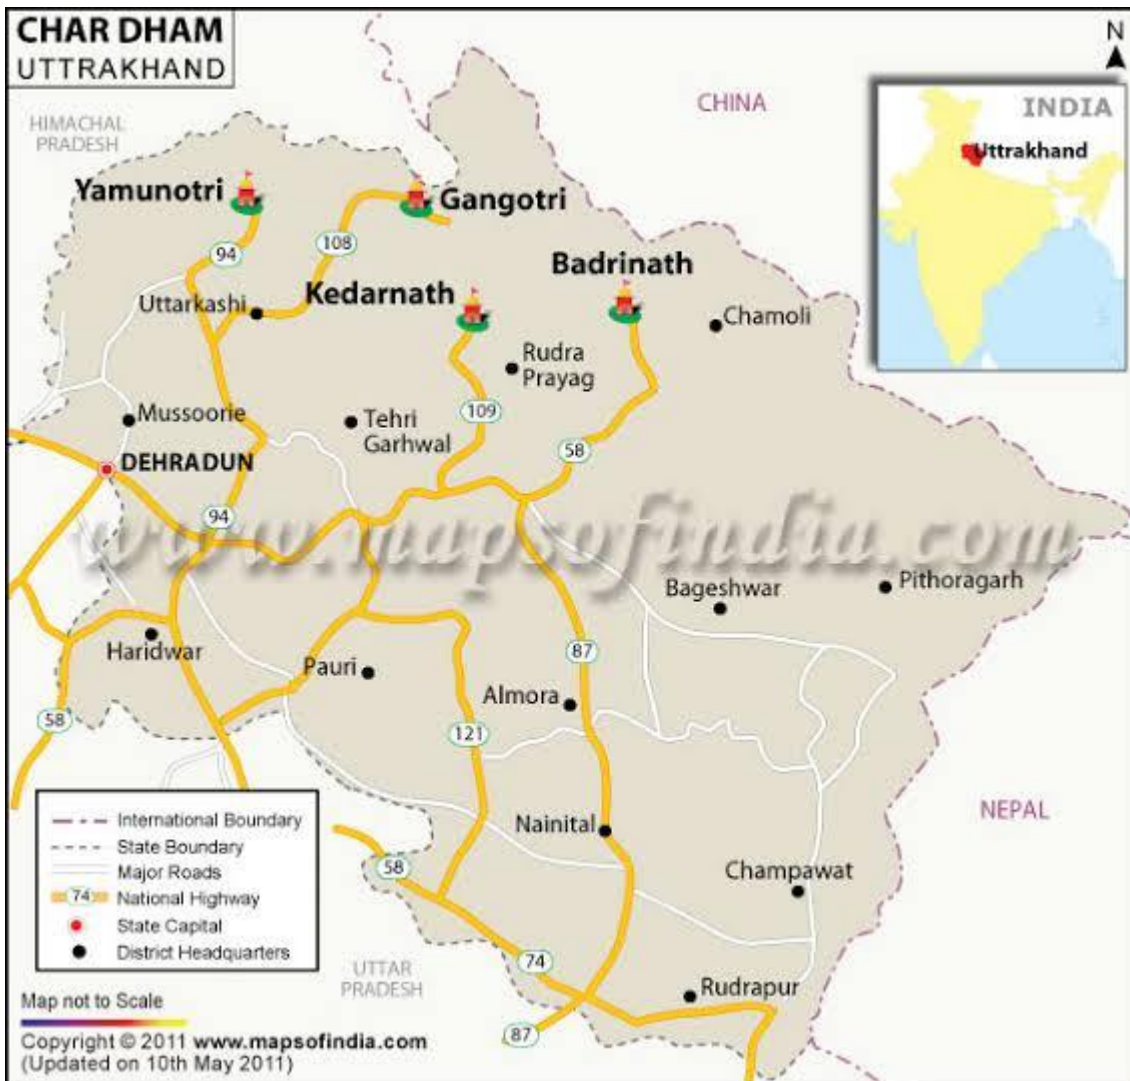 CHAR DHAM
UTTRAKHAND
N
CHINA
INDIA
Uttrakhand
HIMACHAL
PRADESH
Yamunotri
Gangotri
94
108
Badrinath
Uttarkashi
Kedarnath
Chamoli
Rudra
Prayag
Mussoorie
Tehri
Garhwal
109
58
DEHRADUN
94
www.mapsofindia.com
Bageshwar
Pithoragarh
Haridwar
Pauri
87
Almora
58
121
International Boundary
State Boundary
Major Roads
74
National Highway
State Capital
District Headquarters
NEPAL
Nainital
58
Champawat
UTTAR
PRADESH
74
Rudrapur
87
Map not to Scale
Copyright © 2011 www.mapsofindia.com
(Updated on 10th May 2011)